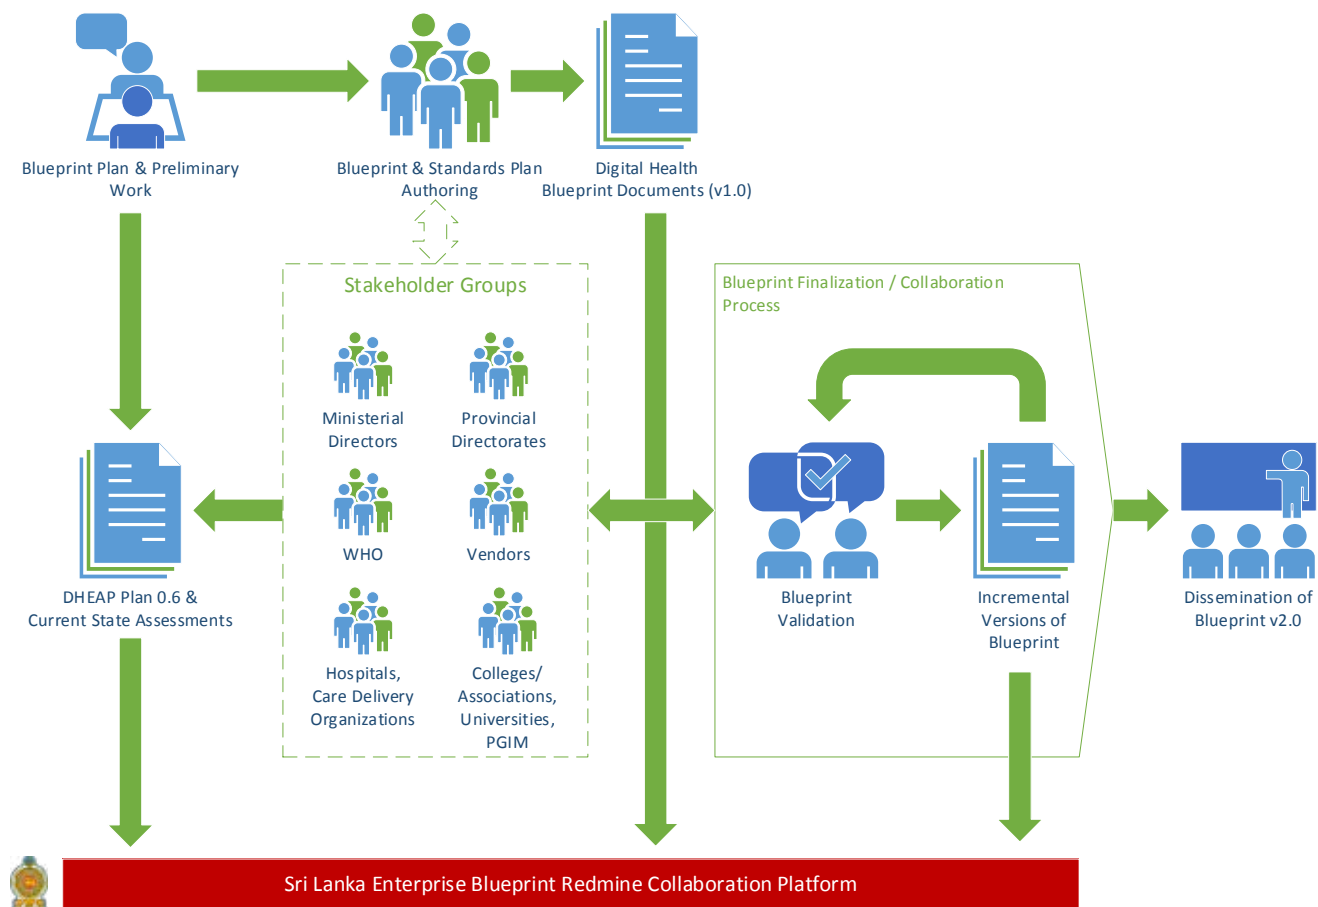 Blueprint Plan & Preliminary
Work
Blueprint & Standards Plan
Authoring
Digital Health
Blueprint Documents (v1.0)
Stakeholder Groups
Ministerial
Directors
Provincial
Directorates
WHO
Vendors
Hospitals,
Care Delivery
Organizations
Colleges/
Associations,
Universities,
PGIM
Blueprint Finalization / Collaboration
Process
Blueprint
Validation
Incremental
Versions of
Blueprint
Dissemination of
Blueprint v2.0
DHEAP Plan 0.6 &
Current State Assessments
Sri Lanka Enterprise Blueprint Redmine Collaboration Platform